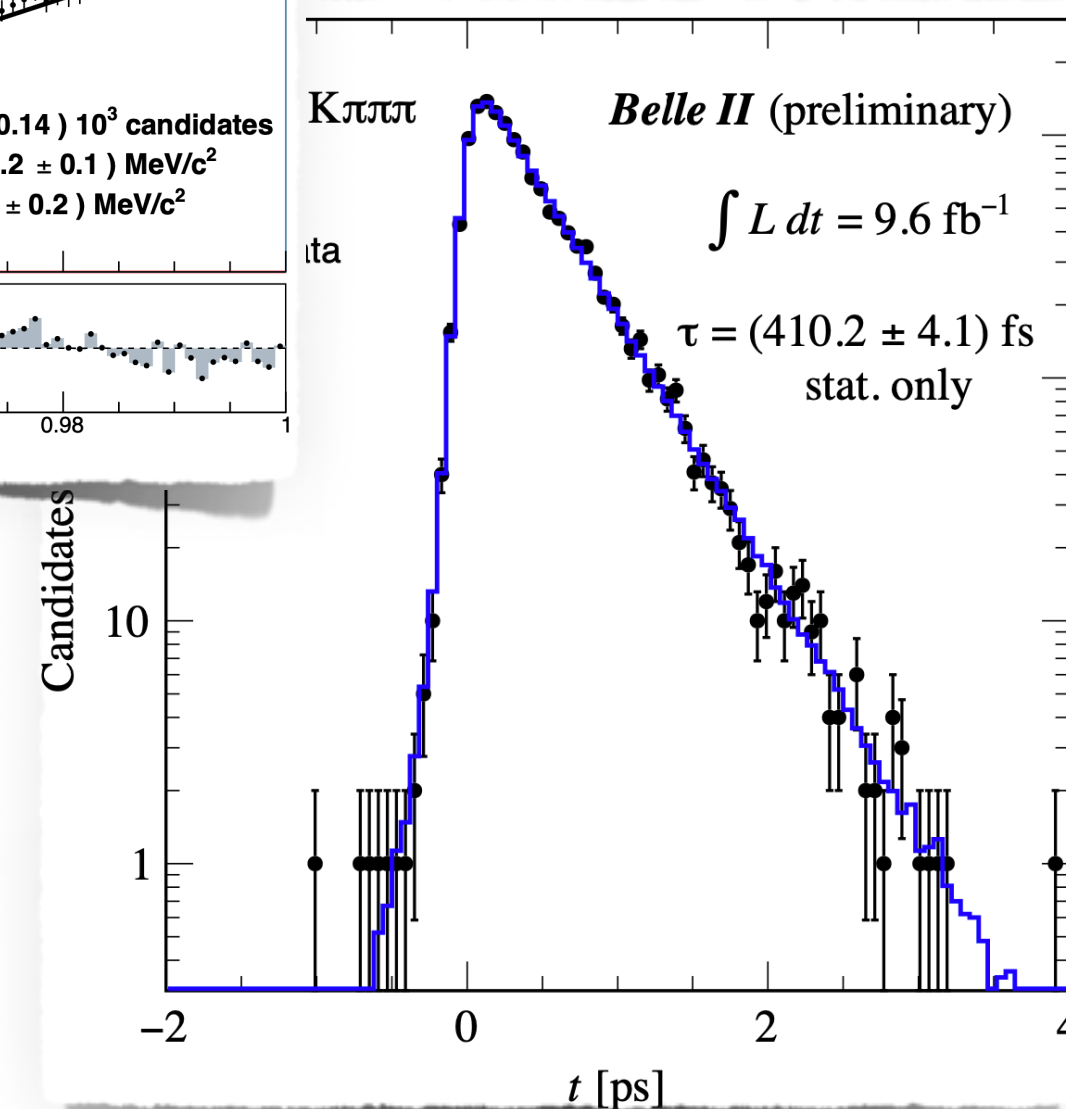 0.14 ) 10³ candidates
.2 ± 0.1 ) MeV/c²
± 0.2 ) MeV/c²
0.98 1
Kπππ
Belle II (preliminary)
∫ L dt = 9.6 fb⁻¹
τ = (410.2 ± 4.1) fs
stat. only
Candidates
10
1
−2 0 2 4
t [ps]